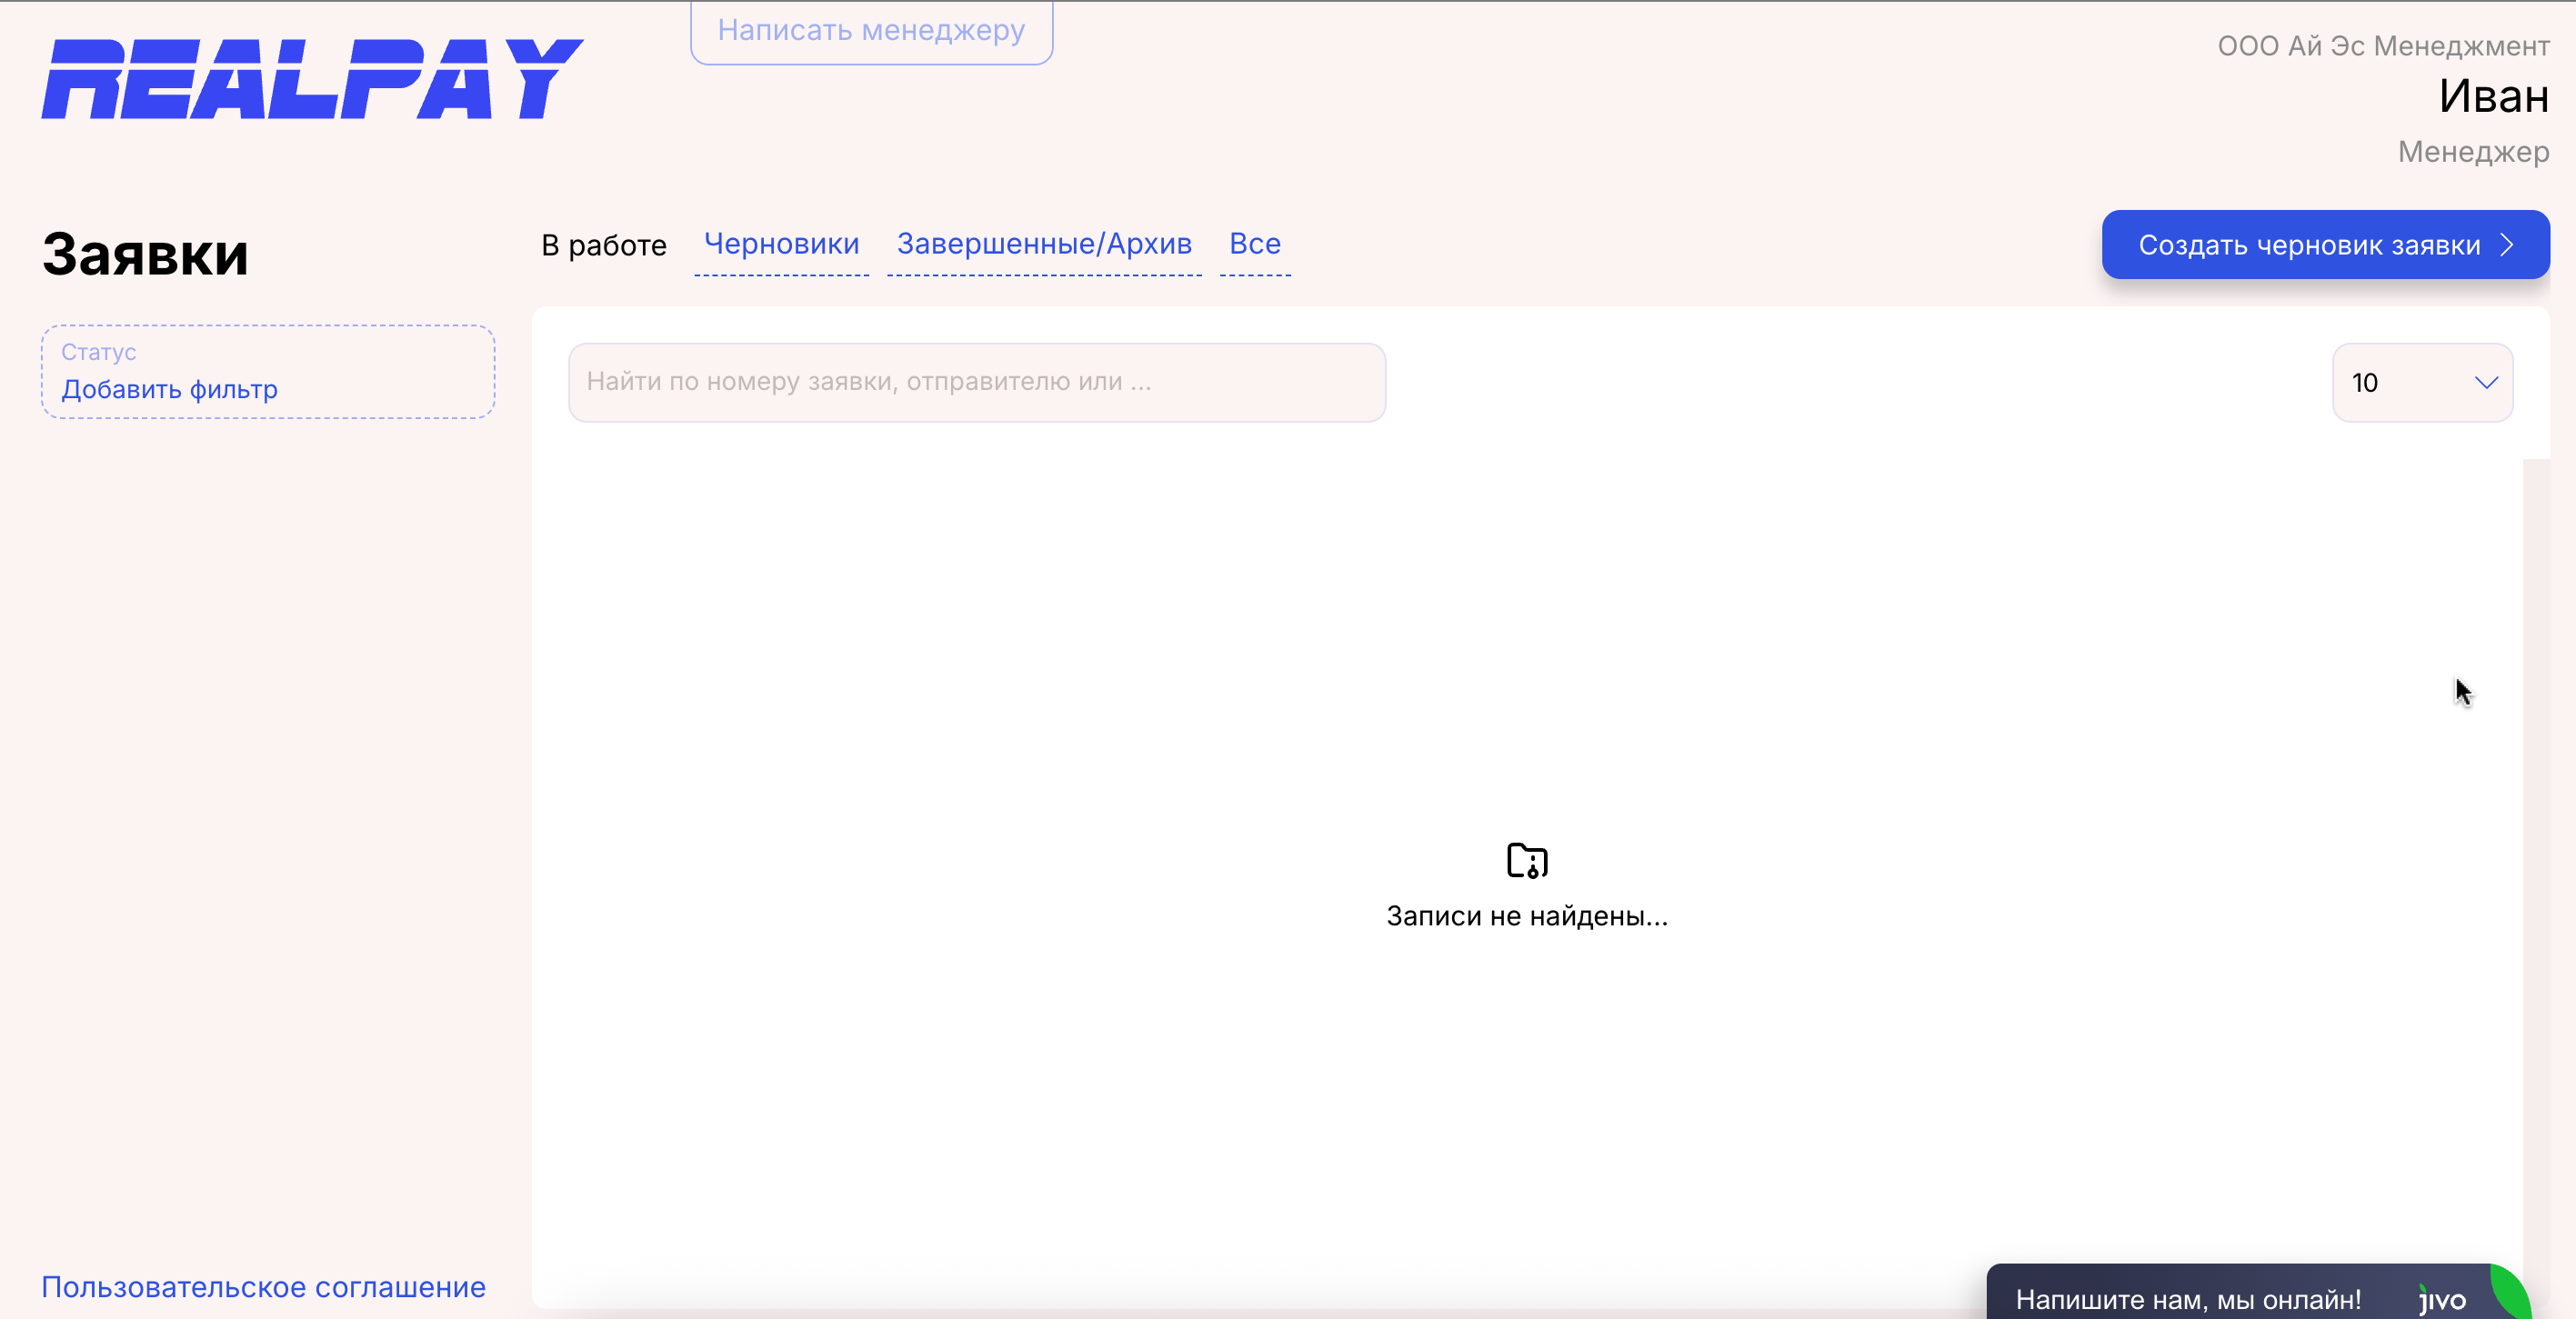 REALPAY
Написать менеджеру
ООО Ай Эс Менеджмент
Иван
Менеджер
Заявки
В работе Черновики Завершенные/Архив Все
Создать черновик заявки
Статус
Добавить фильтр
Найти по номеру заявки, отправителю или ...
10
Записи не найдены...
Пользовательское соглашение
Напишите нам, мы онлайн! jivo